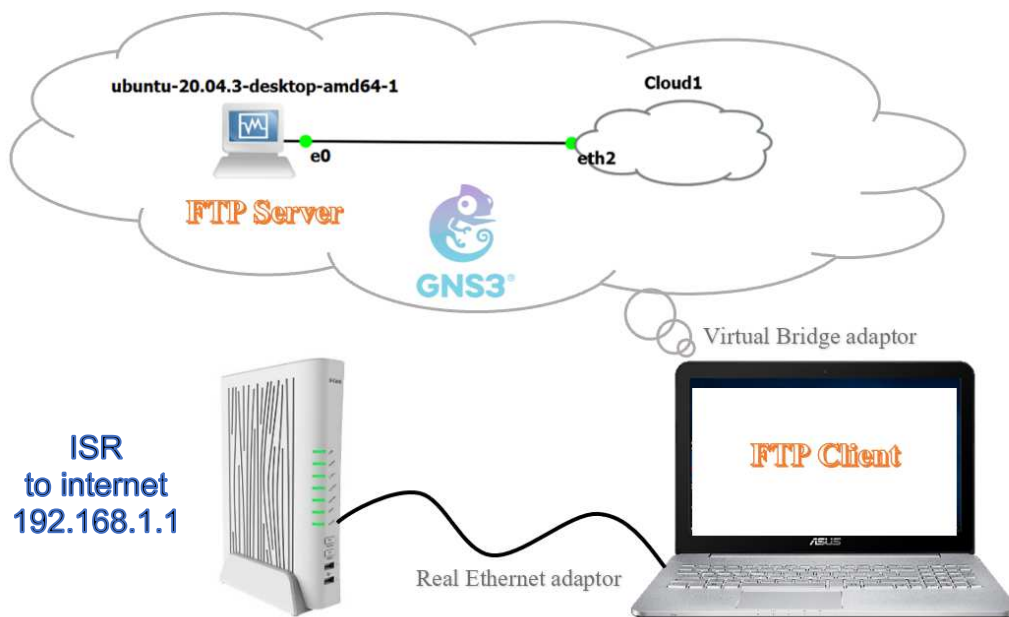 ubuntu-20.04.3-desktop-amd64-1
Cloud1
e0
eth2
FTP Server
GNS3®
Virtual Bridge adaptor
ISR
to internet
192.168.1.1
FTP Client
ASUS
Real Ethernet adaptor